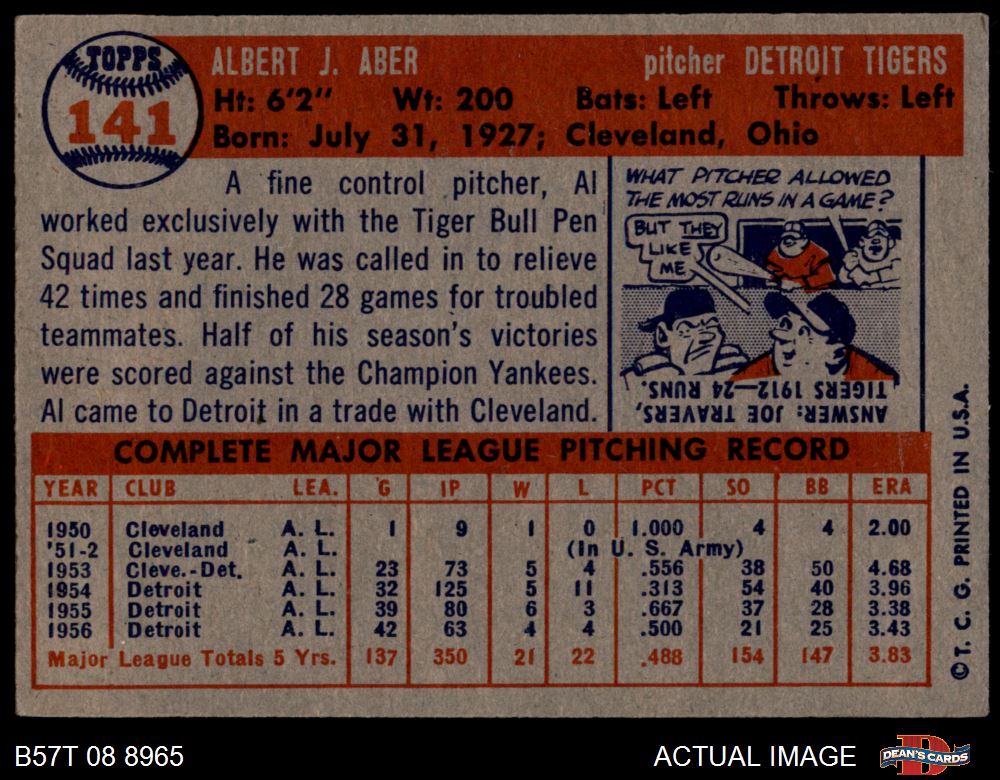 TOPPS
141
ALBERT J. ABER pitcher DETROIT TIGERS
Ht: 6'2" Wt: 200 Bats: Left Throws: Left
Born: July 31, 1927; Cleveland, Ohio
A fine control pitcher, Al
worked exclusively with the Tiger Bull Pen
Squad last year. He was called in to relieve
42 times and finished 28 games for troubled
teammates. Half of his season's victories
were scored against the Champion Yankees.
Al came to Detroit in a trade with Cleveland.
WHAT PITCHER ALLOWED
THE MOST RUNS IN A GAME?
BUT THEY
LIKE
ME
ANSWER: JOE TRAVERS,
TIGERS 1912—24 RUNS.
COMPLETE MAJOR LEAGUE PITCHING RECORD
YEAR CLUB LEA. G IP W L PCT SO BB ERA
1950 Cleveland A. L. 1 9 1 0 1.000 4 4 2.00
'51-2 Cleveland A. L. (In U. S. Army)
1953 Cleve.-Det. A. L. 23 73 5 4 .556 38 50 4.68
1954 Detroit A. L. 32 125 5 11 .313 54 40 3.96
1955 Detroit A. L. 39 80 6 3 .667 37 28 3.38
1956 Detroit A. L. 42 63 4 4 .500 21 25 3.43
Major League Totals 5 Yrs. 137 350 21 22 .488 154 147 3.83
©T. C. G. PRINTED IN U.S.A.
B57T 08 8965 ACTUAL IMAGE
DEAN'S CARDS